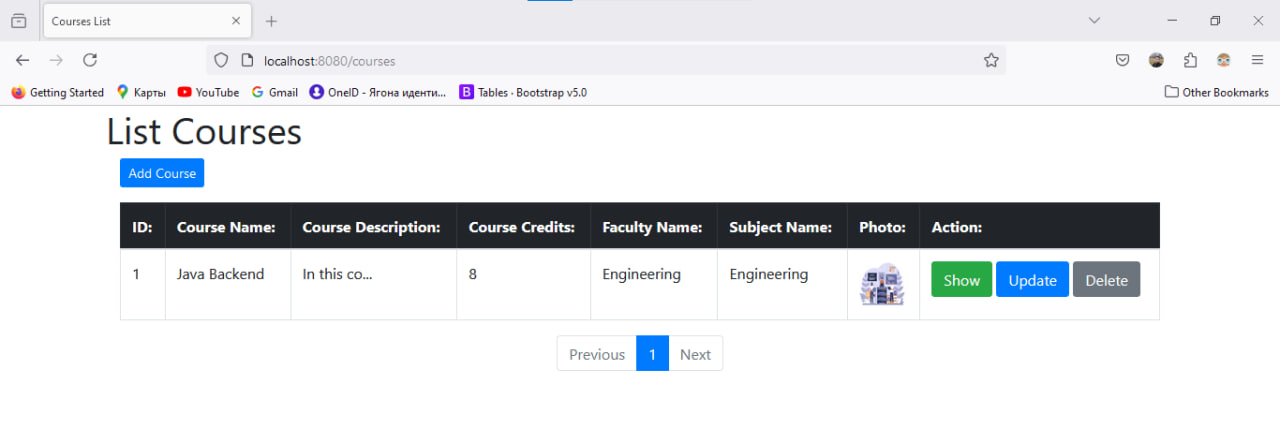 Courses List
localhost:8080/courses
Getting Started Карты YouTube Gmail OneID - Ягона иденти... B Tables · Bootstrap v5.0 Other Bookmarks
List Courses
Add Course
ID: Course Name: Course Description: Course Credits: Faculty Name: Subject Name: Photo: Action:
1 Java Backend In this co... 8 Engineering Engineering Show Update Delete
Previous 1 Next